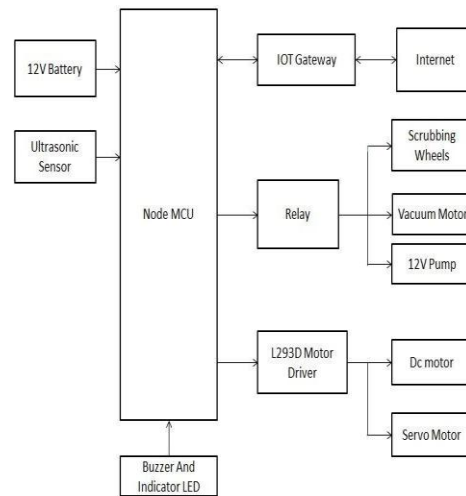 12V Battery
Ultrasonic
Sensor
Node MCU
IOT Gateway
Internet
Relay
Scrubbing
Wheels
Vacuum Motor
12V Pump
L293D Motor
Driver
Dc motor
Servo Motor
Buzzer And
Indicator LED